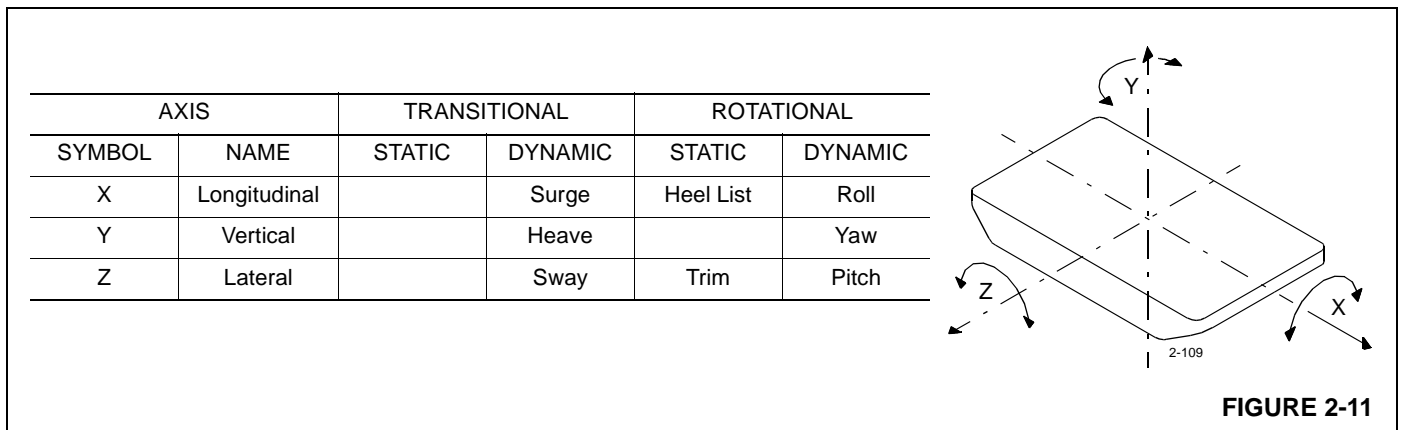 AXIS TRANSITIONAL ROTATIONAL
SYMBOL NAME STATIC DYNAMIC STATIC DYNAMIC
X Longitudinal Surge Heel List Roll
Y Vertical Heave Yaw
Z Lateral Sway Trim Pitch
Y
Z
X
2-109
FIGURE 2-11